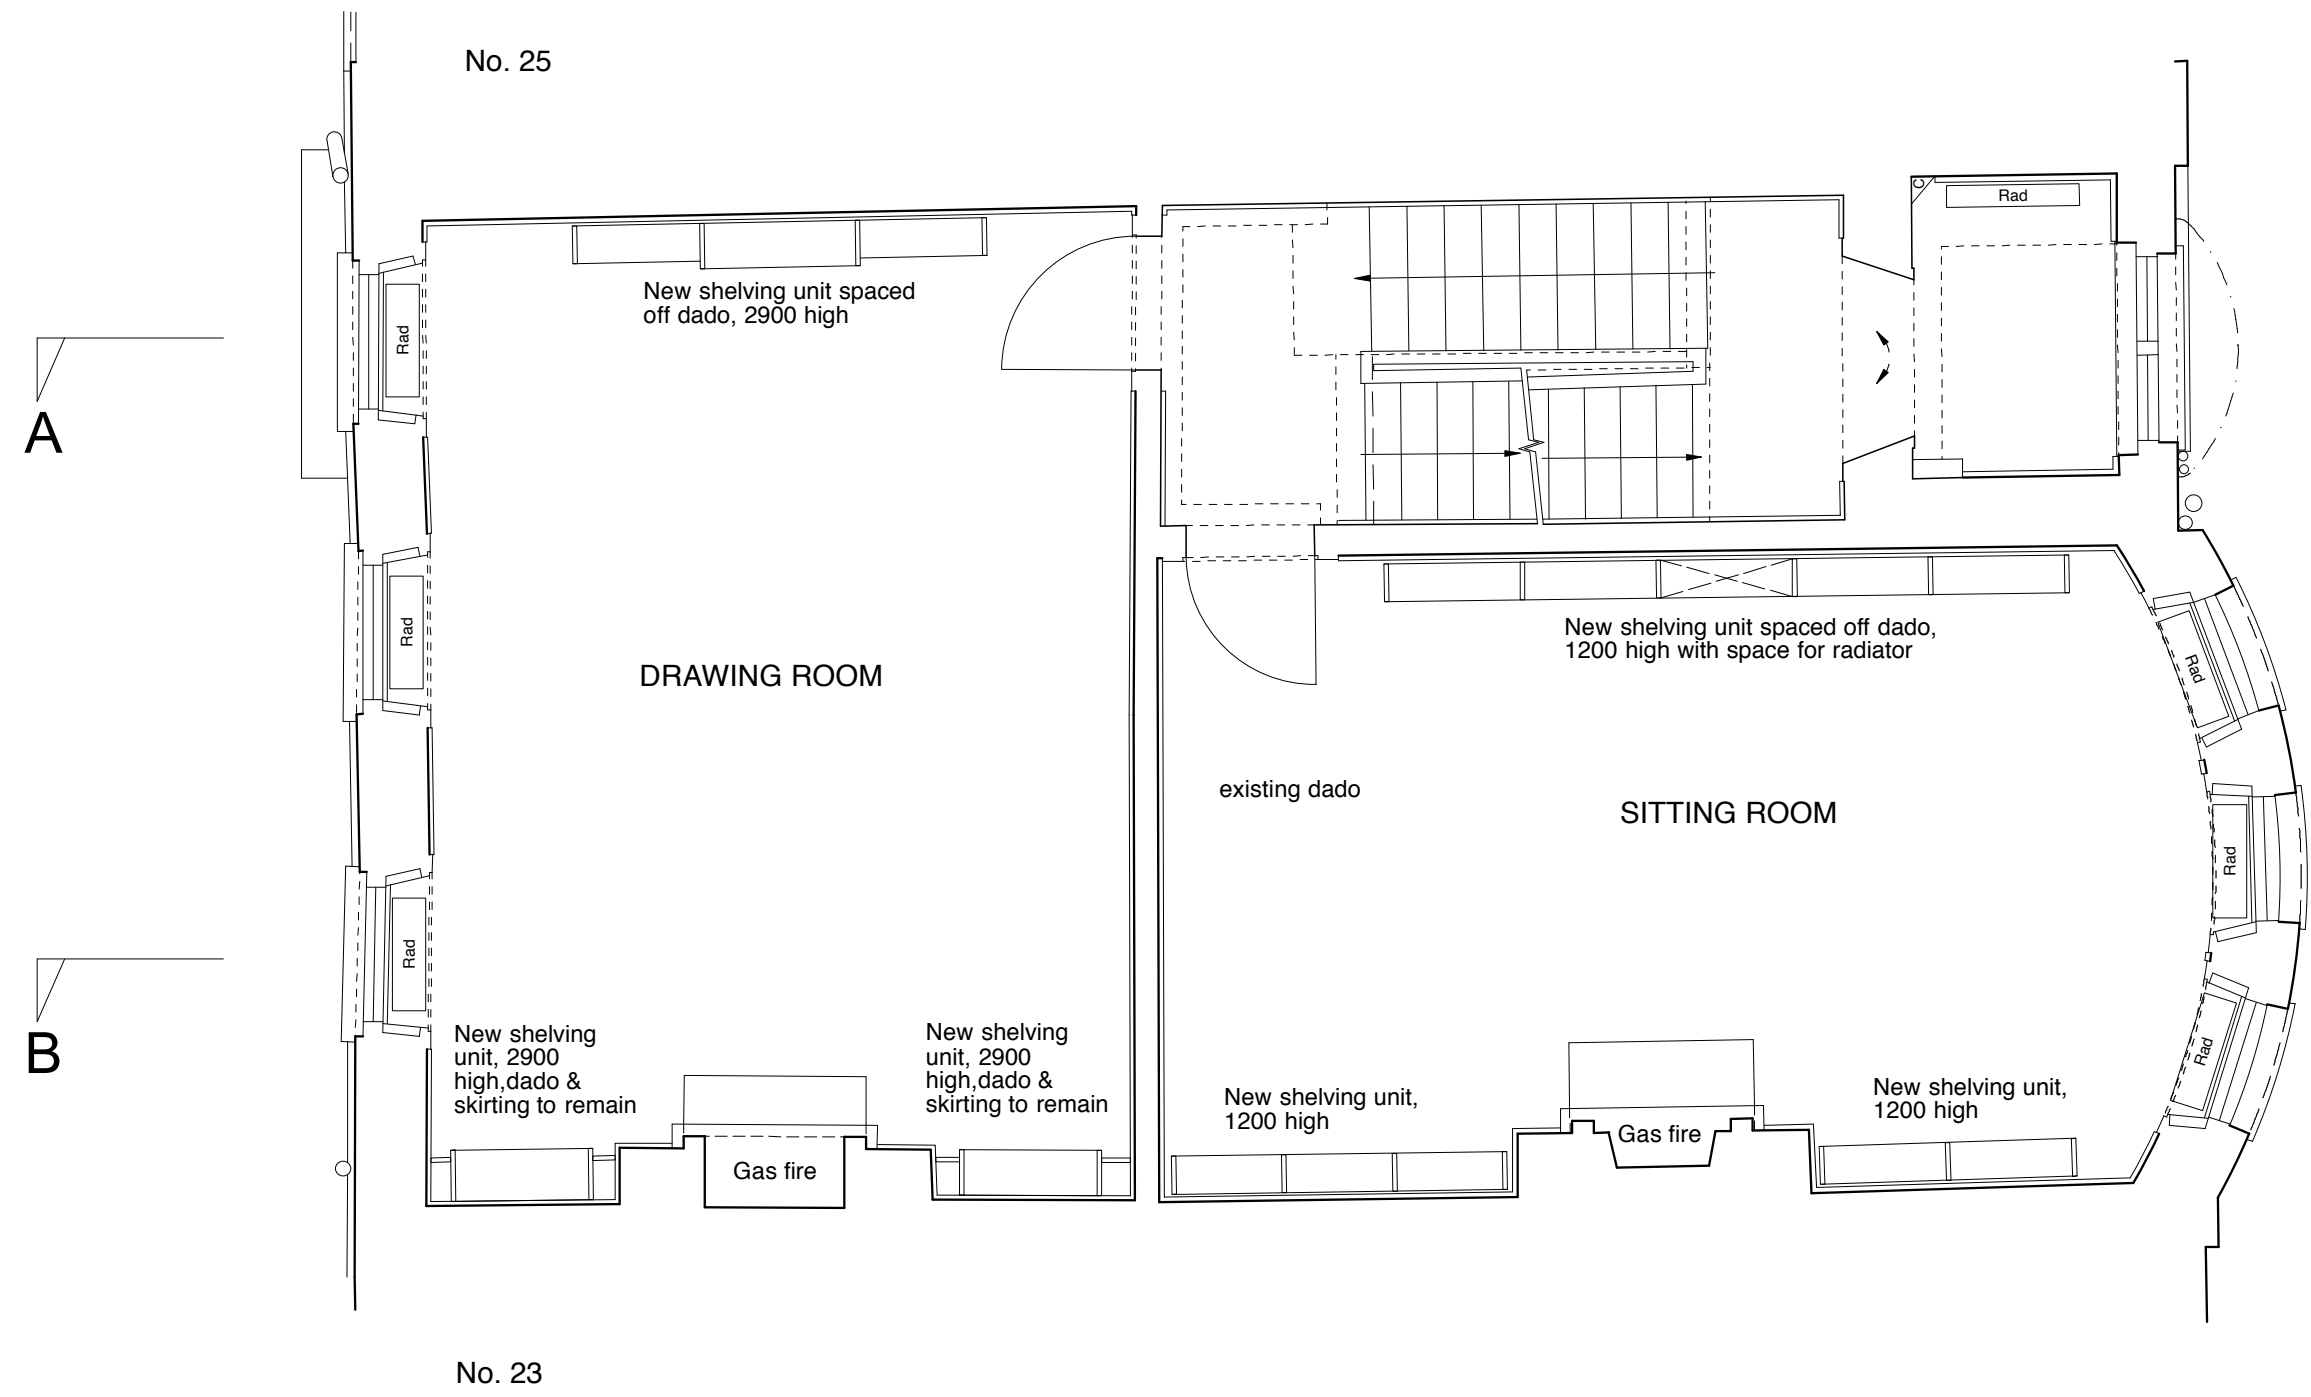 No. 25
C
Rad
New shelving unit spaced
off dado, 2900 high
Rad
A
Rad
New shelving unit spaced off dado,
1200 high with space for radiator
Rad
DRAWING ROOM
existing dado
SITTING ROOM
Rad
Rad
B
New shelving
unit, 2900
high,dado &
skirting to remain
New shelving
unit, 2900
high,dado &
skirting to remain
Rad
New shelving unit,
1200 high
New shelving unit,
1200 high
Gas fire
Gas fire
No. 23